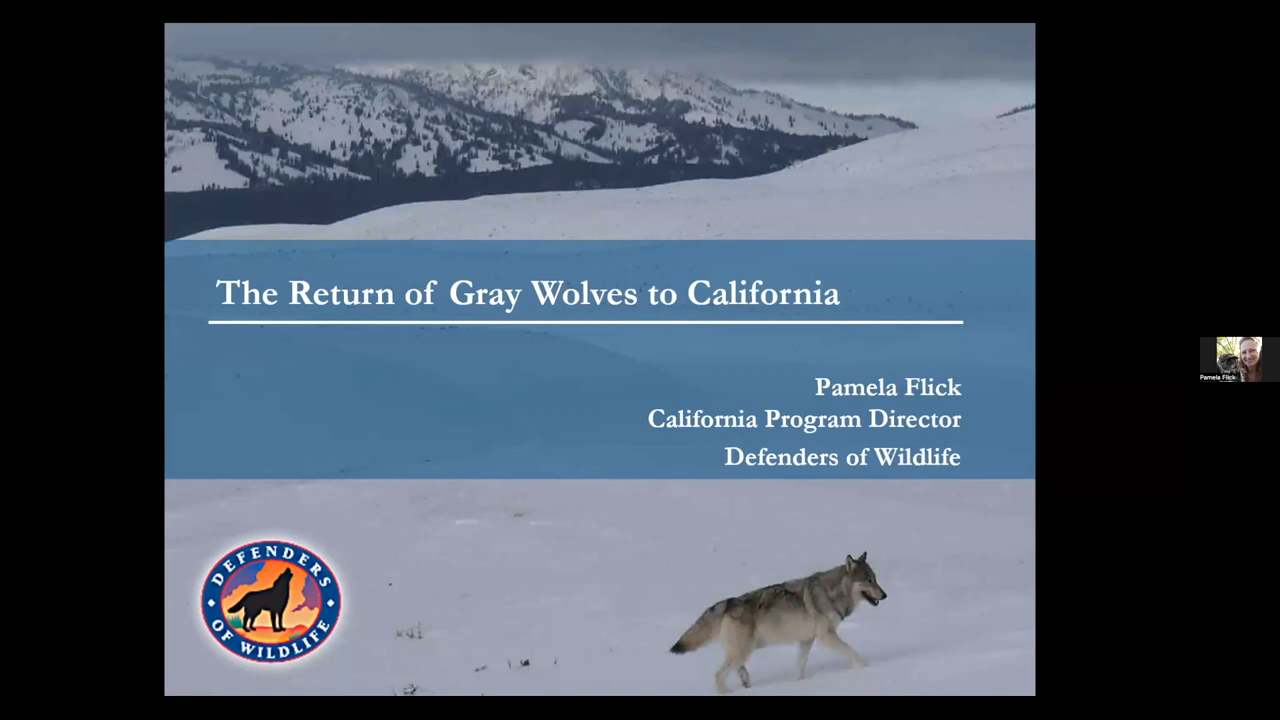 The Return of Gray Wolves to California
Pamela Flick
California Program Director
Defenders of Wildlife
DEFENDERS
OF WILDLIFE
Pamela Flick